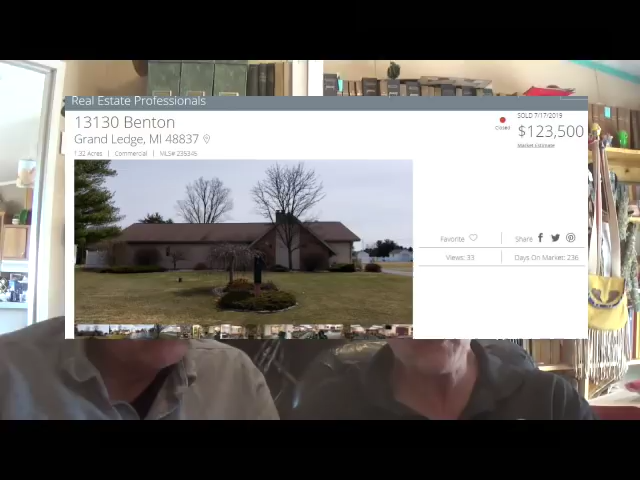 Real Estate Professionals
13130 Benton
Grand Ledge, MI 48837
1.32 Acres | Commercial | MLS# 235345
Closed
SOLD 7/17/2019
$123,500
Market Estimate
Favorite
Share
Views: 33
Days On Market: 236